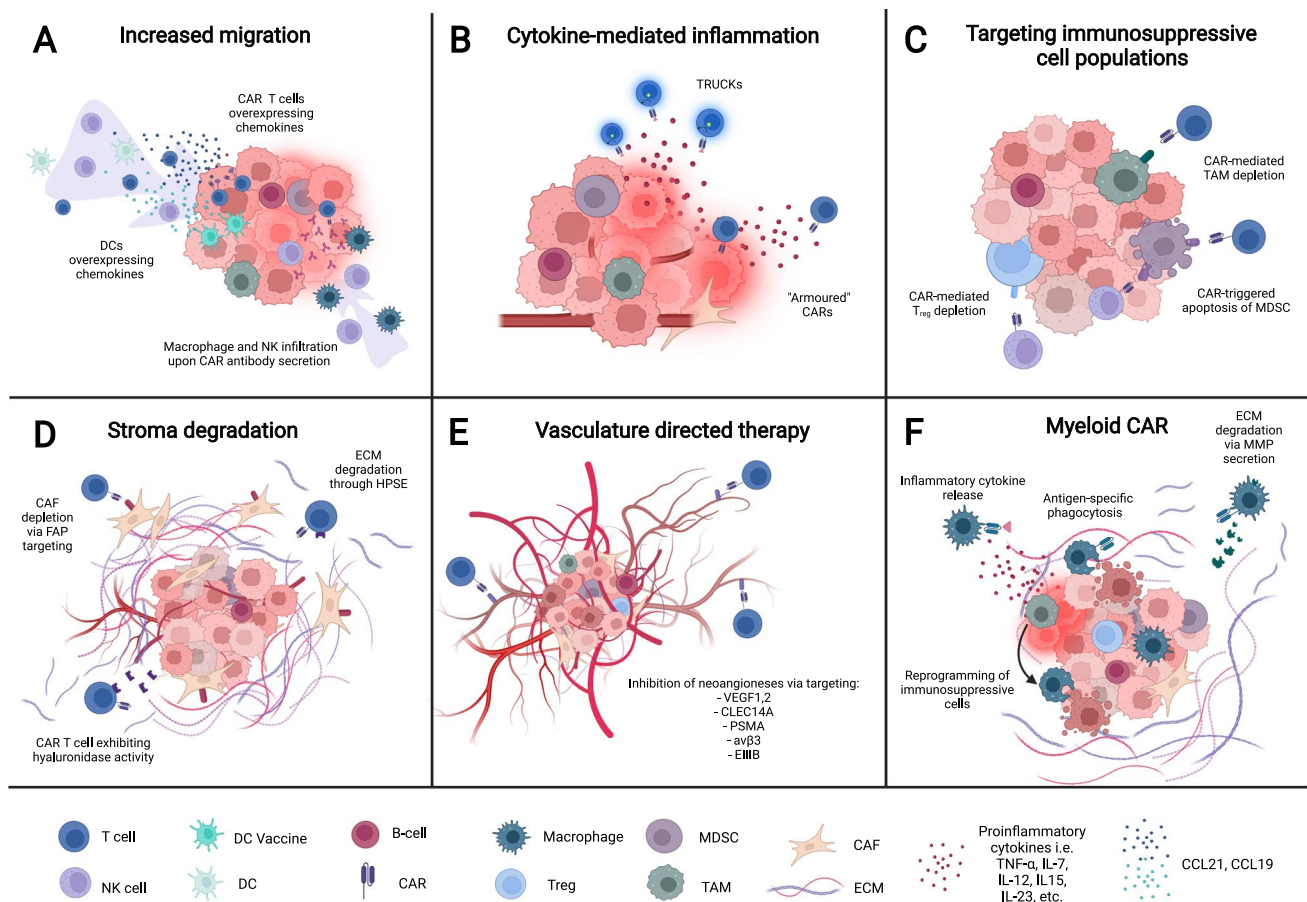 A
Increased migration
CAR T cells
overexpressing
chemokines
DCs
overexpressing
chemokines
Macrophage and NK infiltration
upon CAR antibody secretion
B
Cytokine-mediated inflammation
TRUCKs
"Armoured"
CARs
C
Targeting immunosuppressive
cell populations
CAR-mediated
TAM depletion
CAR-mediated
Treg depletion
CAR-triggered
apoptosis of MDSC
D
Stroma degradation
ECM
degradation
through HPSE
CAF
depletion
via FAP
targeting
CAR T cell exhibiting
hyaluronidase activity
E
Vasculature directed therapy
Inhibition of neoangioneses via targeting:
- VEGF1,2
- CLEC14A
- PSMA
- avβ3
- EIIIB
F
Myeloid CAR
ECM
degradation
via MMP
secretion
Inflammatory cytokine
release
Antigen-specific
phagocytosis
Reprogramming of
immunosuppressive
cells
T cell
DC Vaccine
B-cell
Macrophage
MDSC
CAF
NK cell
DC
CAR
Treg
TAM
ECM
Proinflammatory
cytokines i.e.
TNF-α, IL-7,
IL-12, IL15,
IL-23, etc.
CCL21, CCL19